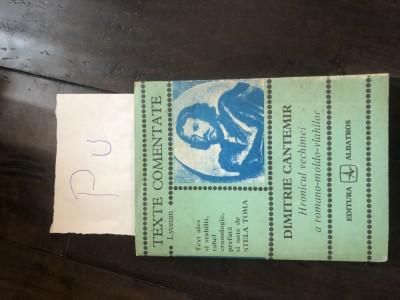 TEXTE COMENTATE
Lyceum
Text ales
și stabilit,
tabel
cronologic,
prefață
și note de
STELA TOMA
DIMITRIE CANTEMIR
Hronicul vechimei
a romano-moldo-vlahilor
EDITURA ALBATROS
PU